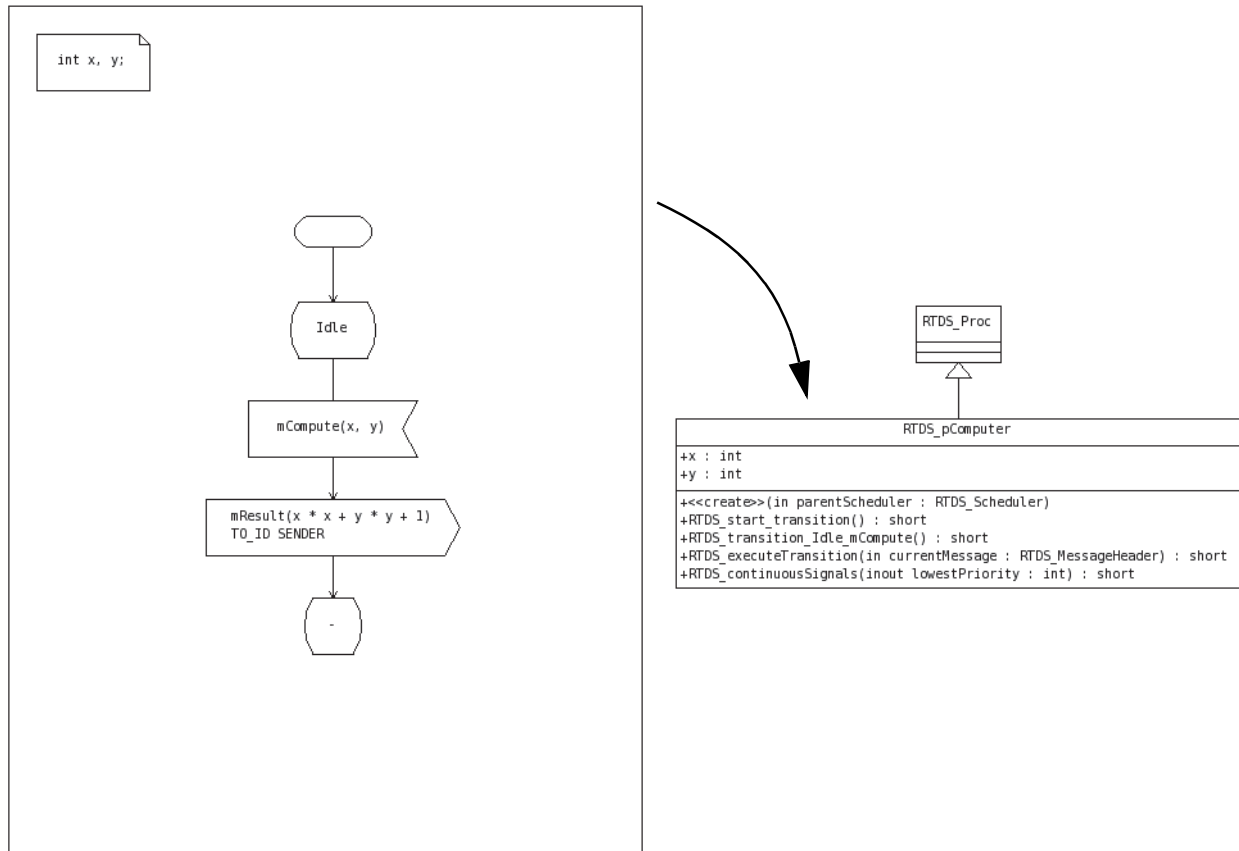 int x, y;
Idle
mCompute(x, y)
mResult(x * x + y * y + 1)
TO_ID SENDER
-
RTDS_Proc
RTDS_pComputer
+x : int
+y : int
+<<create>>(in parentScheduler : RTDS_Scheduler)
+RTDS_start_transition() : short
+RTDS_transition_Idle_mCompute() : short
+RTDS_executeTransition(in currentMessage : RTDS_MessageHeader) : short
+RTDS_continuousSignals(inout lowestPriority : int) : short